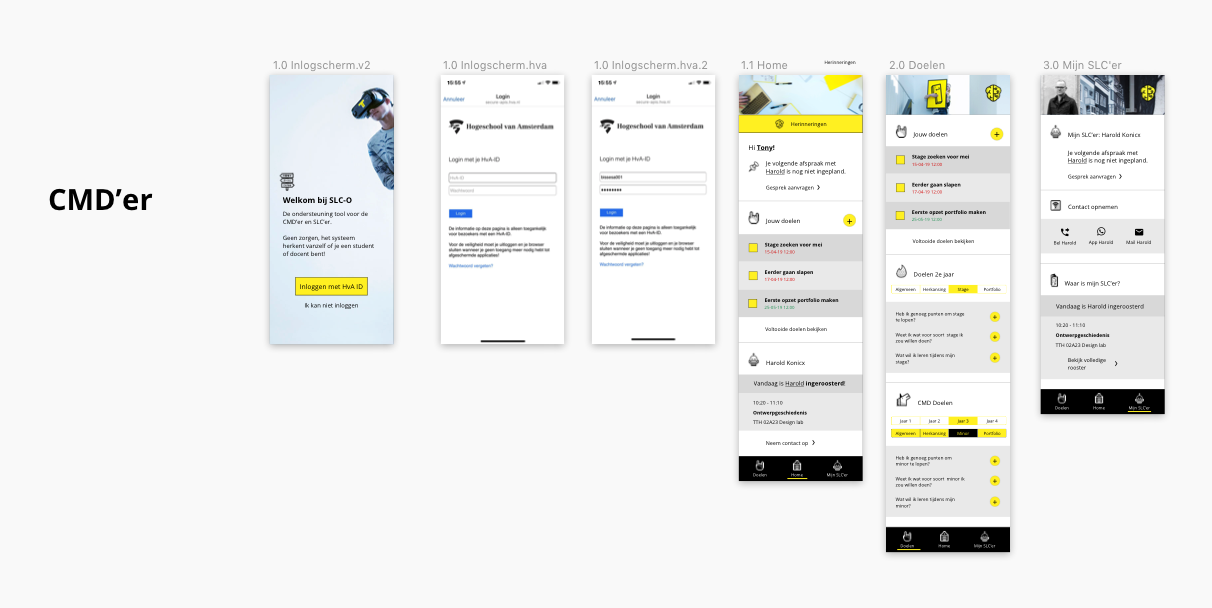 CMD’er
1.0 Inlogscherm.v2
Welkom bij SLC-O
De ondersteuning tool voor de
CMD'er en SLC'er.
Geen zorgen, het systeem
herkent vanzelf of je een student
of docent bent!
Inloggen met HvA ID
Ik kan niet inloggen
1.0 Inlogscherm.hva
15:55
Annuleer
Login
secure-apps.hva.nl
Hogeschool van Amsterdam
Login met je HvA-ID
HvA-ID
Wachtwoord
Login
De informatie op deze pagina is alleen toegankelijk
voor bezoekers met een HvA-ID.
Voor de veiligheid moet je uitloggen en je browser
sluiten wanneer je geen toegang meer nodig hebt tot
afgeschermde applicaties!
Wachtwoord vergeten?
1.0 Inlogscherm.hva.2
15:55
Annuleer
Login
secure-apps.hva.nl
Hogeschool van Amsterdam
Login met je HvA-ID
••••••••
Login
De informatie op deze pagina is alleen toegankelijk
voor bezoekers met een HvA-ID.
Voor de veiligheid moet je uitloggen en je browser
sluiten wanneer je geen toegang meer nodig hebt tot
afgeschermde applicaties!
Wachtwoord vergeten?
1.1 Home
Herinneringen
Herinneringen
Hi Tony!
Je volgende afspraak met
Harold is nog niet ingepland.
Gesprek aanvragen
Jouw doelen
+
Stage zoeken voor mei
15-04-19 12:00
Eerder gaan slapen
17-04-19 12:00
Eerste opzet portfolio maken
25-05-19 12:00
Voltooide doelen bekijken
Harold Konicx
Vandaag is Harold ingeroosterd!
10:20 - 11:10
Ontwerpgeschiedenis
TTH 02A23 Design lab
Neem contact op
Doelen
Home
Mijn SLC'er
2.0 Doelen
Jouw doelen
+
Stage zoeken voor mei
15-04-19 12:00
Eerder gaan slapen
17-04-19 12:00
Eerste opzet portfolio maken
25-05-19 12:00
Voltooide doelen bekijken
Doelen 2e jaar
Algemeen Herkansing Stage Portfolio
Heb ik genoeg punten om stage
te lopen?
+
Weet ik wat voor soort stage ik
zou willen doen?
+
Wat wil ik leren tijdens mijn
stage?
+
CMD Doelen
Jaar 1 Jaar 2 Jaar 3 Jaar 4
Algemeen Herkansing Minor Portfolio
Heb ik genoeg punten om
minor te lopen?
+
Weet ik wat voor soort minor ik
zou willen doen?
+
Wat wil ik leren tijdens mijn
minor?
+
Doelen
Home
Mijn SLC'er
3.0 Mijn SLC'er
Mijn SLC'er: Harold Konicx
Je volgende afspraak met
Harold is nog niet ingepland.
Gesprek aanvragen
Contact opnemen
Bel Harold
App Harold
Mail Harold
Waar is mijn SLC'er?
Vandaag is Harold ingeroosterd
10:20 - 11:10
Ontwerpgeschiedenis
TTH 02A23 Design lab
Bekijk volledige
rooster
Doelen
Home
Mijn SLC'er